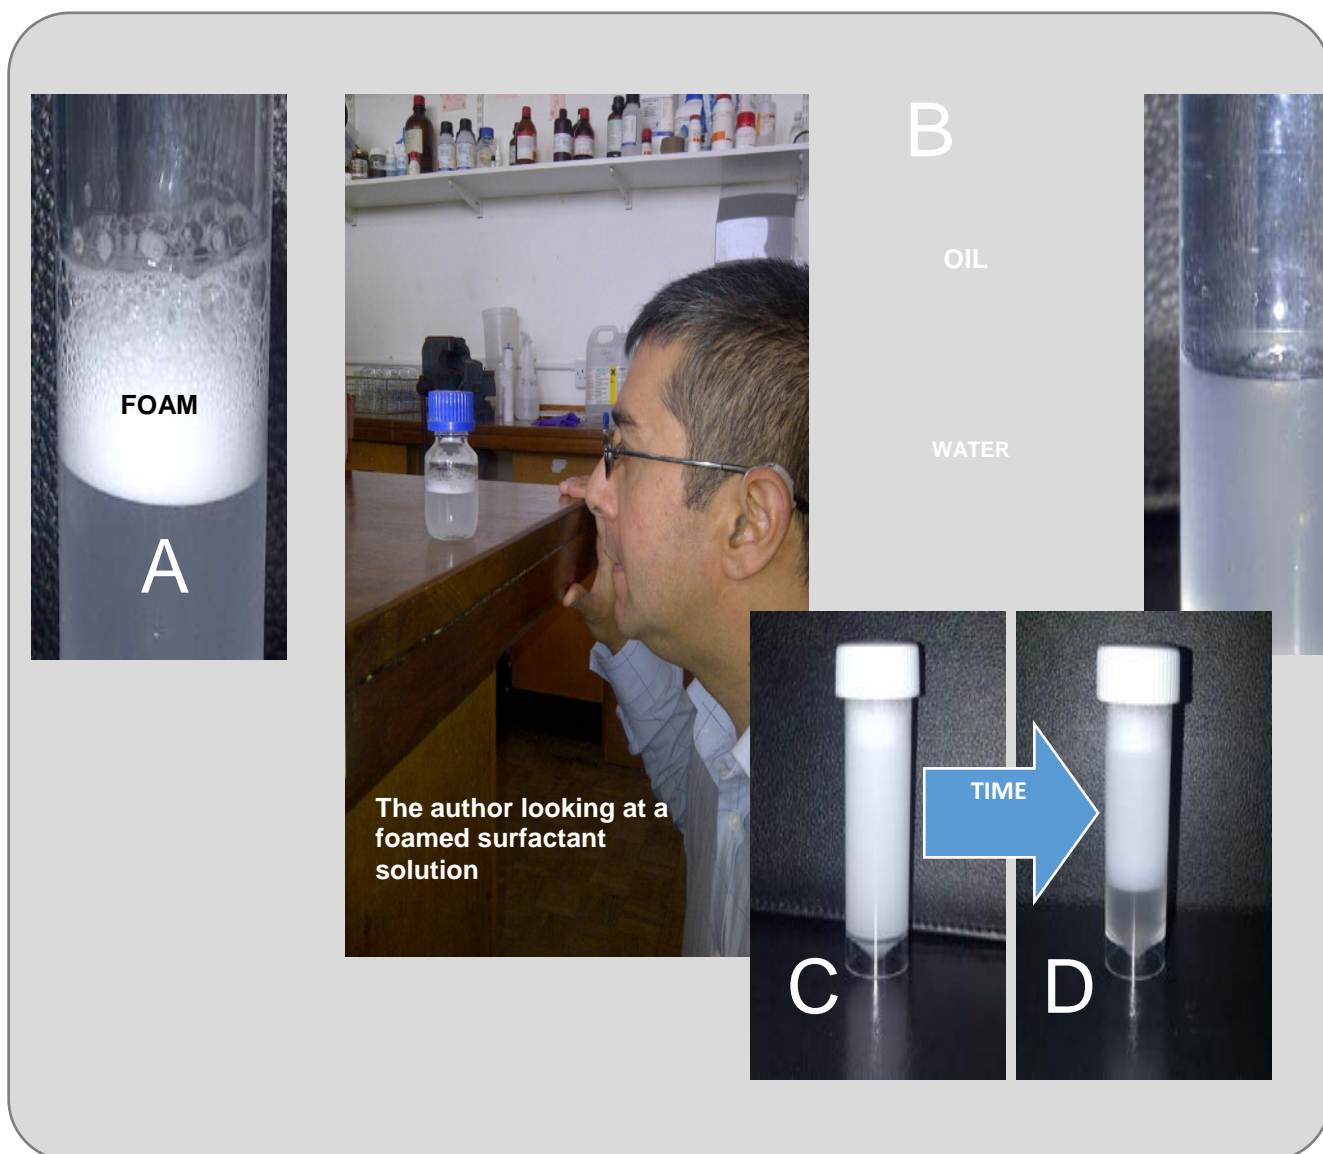 B
OIL
FOAM
WATER
A
TIME
The author looking at a
foamed surfactant
solution
C
D